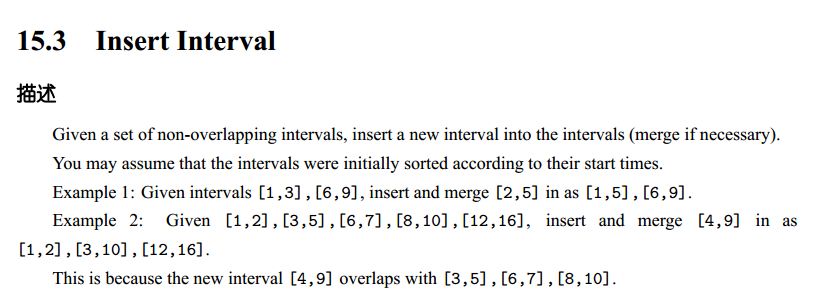 15.3 Insert Interval
描述
Given a set of non-overlapping intervals, insert a new interval into the intervals (merge if necessary).
You may assume that the intervals were initially sorted according to their start times.
Example 1: Given intervals [1,3],[6,9], insert and merge [2,5] in as [1,5],[6,9].
Example 2: Given [1,2],[3,5],[6,7],[8,10],[12,16], insert and merge [4,9] in as
[1,2],[3,10],[12,16].
This is because the new interval [4,9] overlaps with [3,5],[6,7],[8,10].